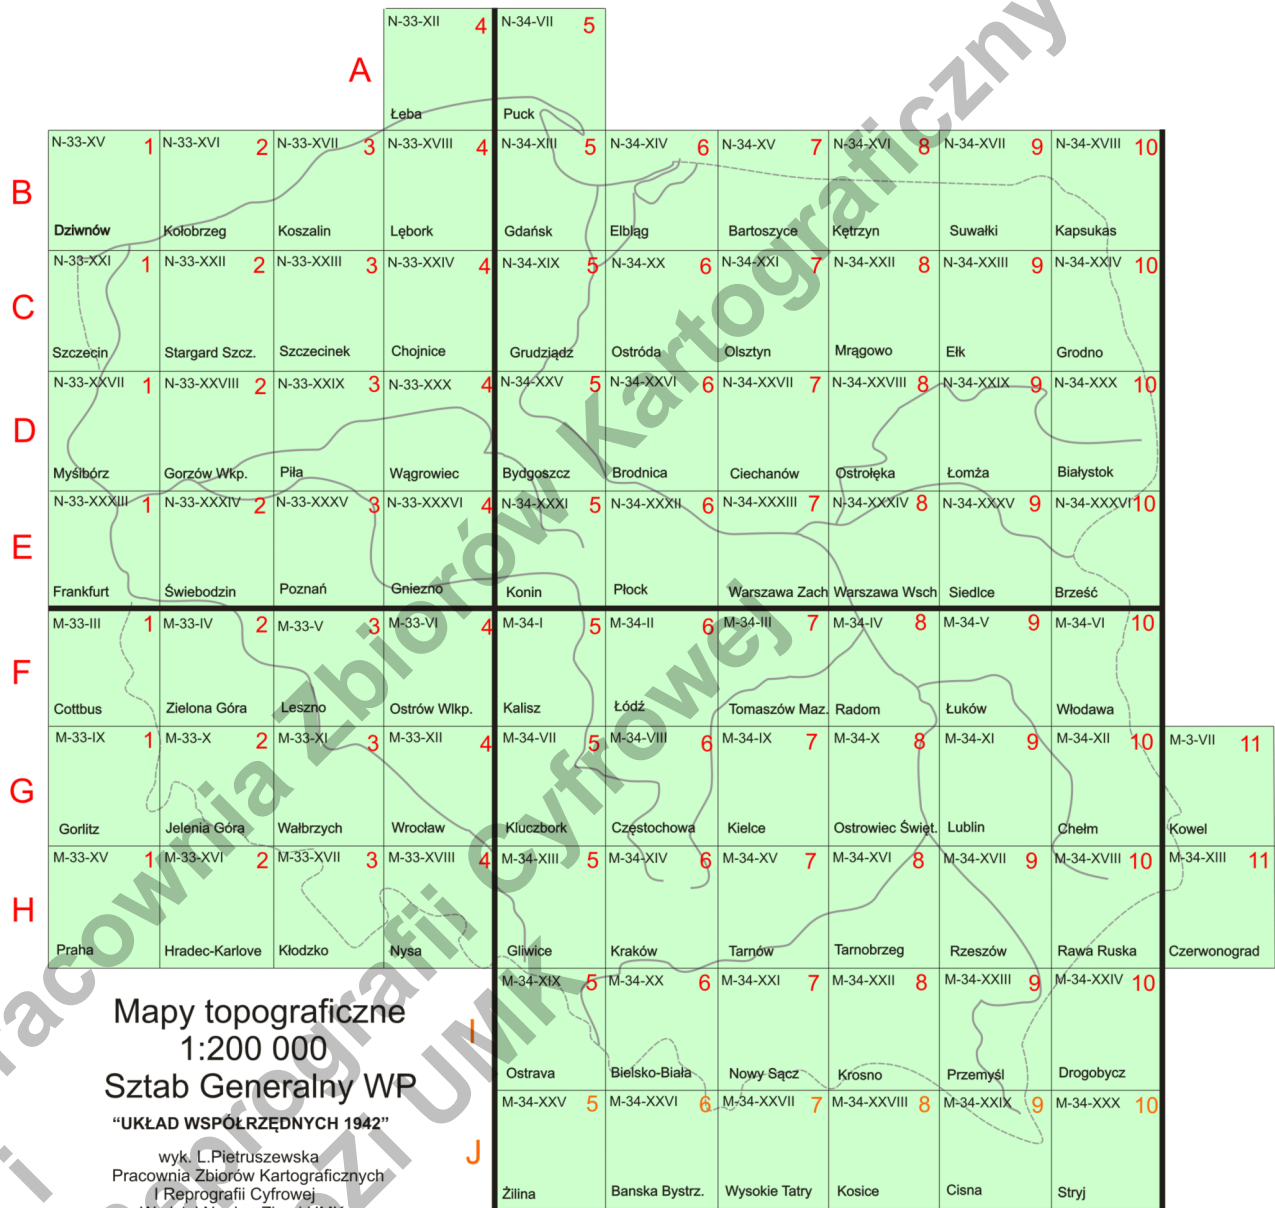 N-33-XII 4 N-34-VII 5
A
Łeba Puck
N-33-XV 1 N-33-XVI 2 N-33-XVII 3 N-33-XVIII 4 N-34-XIII 5 N-34-XIV 6 N-34-XV 7 N-34-XVI 8 N-34-XVII 9 N-34-XVIII 10
B
Dziwnów Kołobrzeg Koszalin Lębork Gdańsk Elbląg Bartoszyce Kętrzyn Suwałki Kapsukas
N-33-XXI 1 N-33-XXII 2 N-33-XXIII 3 N-33-XXIV 4 N-34-XIX 5 N-34-XX 6 N-34-XXI 7 N-34-XXII 8 N-34-XXIII 9 N-34-XXIV 10
C
Szczecin Stargard Szcz. Szczecinek Chojnice Grudziądz Ostróda Olsztyn Mrągowo Ełk Grodno
N-33-XXVII 1 N-33-XXVIII 2 N-33-XXIX 3 N-33-XXX 4 N-34-XXV 5 N-34-XXVI 6 N-34-XXVII 7 N-34-XXVIII 8 N-34-XXIX 9 N-34-XXX 10
D
Myślibórz Gorzów Wkp. Piła Wągrowiec Bydgoszcz Brodnica Ciechanów Ostrołęka Łomża Białystok
N-33-XXXIII 1 N-33-XXXIV 2 N-33-XXXV 3 N-33-XXXVI 4 N-34-XXXI 5 N-34-XXXII 6 N-34-XXXIII 7 N-34-XXXIV 8 N-34-XXXV 9 N-34-XXXVI 10
E
Frankfurt Świebodzin Poznań Gniezno Konin Płock Warszawa Zach Warszawa Wsch Siedlce Brześć
M-33-III 1 M-33-IV 2 M-33-V 3 M-33-VI 4 M-34-I 5 M-34-II 6 M-34-III 7 M-34-IV 8 M-34-V 9 M-34-VI 10
F
Cottbus Zielona Góra Leszno Ostrów Wlkp. Kalisz Łódź Tomaszów Maz. Radom Łuków Włodawa
M-33-IX 1 M-33-X 2 M-33-XI 3 M-33-XII 4 M-34-VII 5 M-34-VIII 6 M-34-IX 7 M-34-X 8 M-34-XI 9 M-34-XII 10 M-3-VII 11
G
Gorlitz Jelenia Góra Wałbrzych Wrocław Kluczbork Częstochowa Kielce Ostrowiec Święt. Lublin Chełm Kowel
M-33-XV 1 M-33-XVI 2 M-33-XVII 3 M-33-XVIII 4 M-34-XIII 5 M-34-XIV 6 M-34-XV 7 M-34-XVI 8 M-34-XVII 9 M-34-XVIII 10 M-34-XIII 11
H
Praha Hradec-Karlove Kłodzko Nysa Gliwice Kraków Tarnów Tarnobrzeg Rzeszów Rawa Ruska Czerwonograd
M-34-XIX 5 M-34-XX 6 M-34-XXI 7 M-34-XXII 8 M-34-XXIII 9 M-34-XXIV 10
I
Ostrava Bielsko-Biała Nowy Sącz Krosno Przemyśl Drogobycz
M-34-XXV 5 M-34-XXVI 6 M-34-XXVII 7 M-34-XXVIII 8 M-34-XXIX 9 M-34-XXX 10
J
Żilina Banska Bystrz. Wysokie Tatry Kosice Cisna Stryj
Mapy topograficzne
1:200 000
Sztab Generalny WP
“UKŁAD WSPÓŁRZĘDNYCH 1942”
wyk. L.Pietruszewska
Pracownia Zbiorów Kartograficznych
I Reprografii Cyfrowej
racownia Zbiorów Kartograficzny
i Reprografii Cyfrowej
UMK